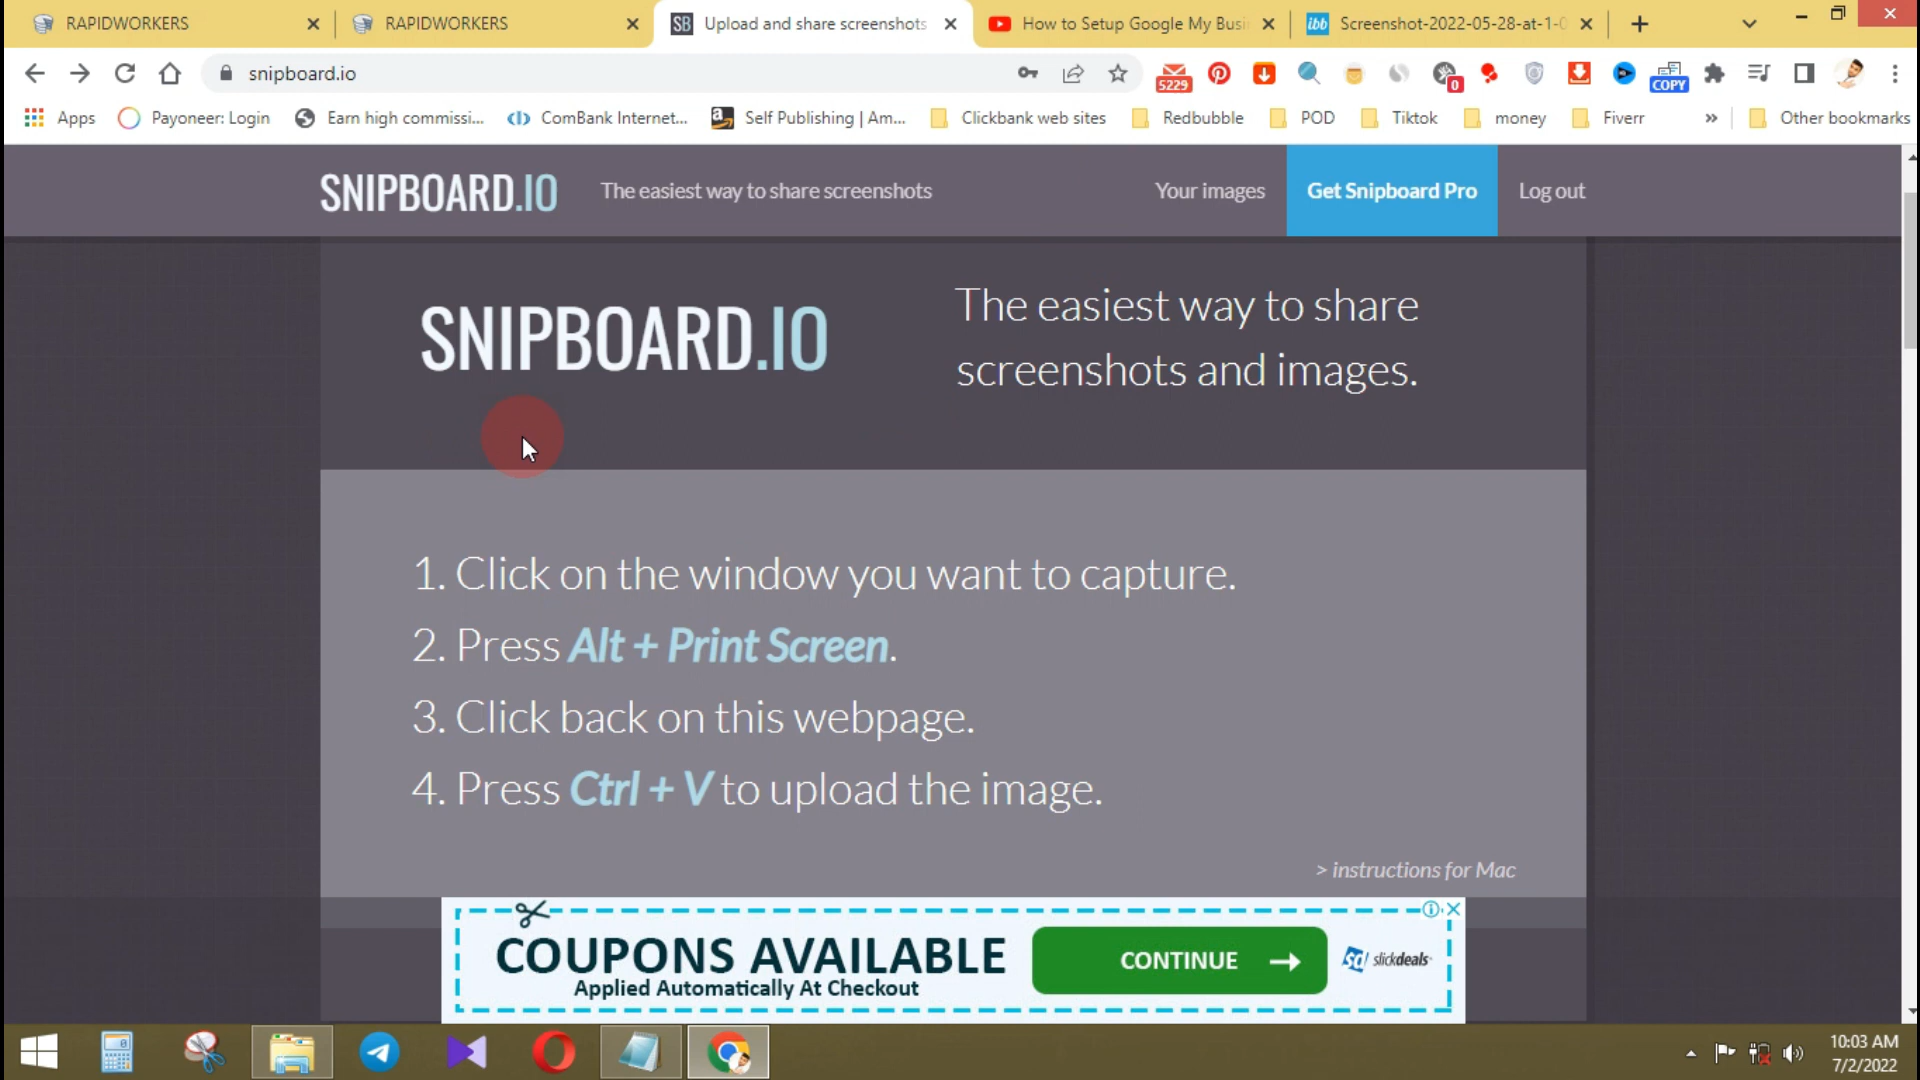 RAPIDWORKERS
RAPIDWORKERS
SB
Upload and share screenshots
How to Setup Google My Busi
ibb
Screenshot-2022-05-28-at-1-0
snipboard.io
5229
0
COPY
Apps
Payoneer: Login
Earn high commissi...
ComBank Internet...
Self Publishing | Am...
Clickbank web sites
Redbubble
POD
Tiktok
money
Fiverr
»
Other bookmarks
SNIPBOARD.IO
The easiest way to share screenshots
Your images
Get Snipboard Pro
Log out
SNIPBOARD.IO
The easiest way to share
screenshots and images.
1. Click on the window you want to capture.
2. Press Alt + Print Screen.
3. Click back on this webpage.
4. Press Ctrl + V to upload the image.
> instructions for Mac
COUPONS AVAILABLE
Applied Automatically At Checkout
CONTINUE
sd slickdeals
10:03 AM
7/2/2022